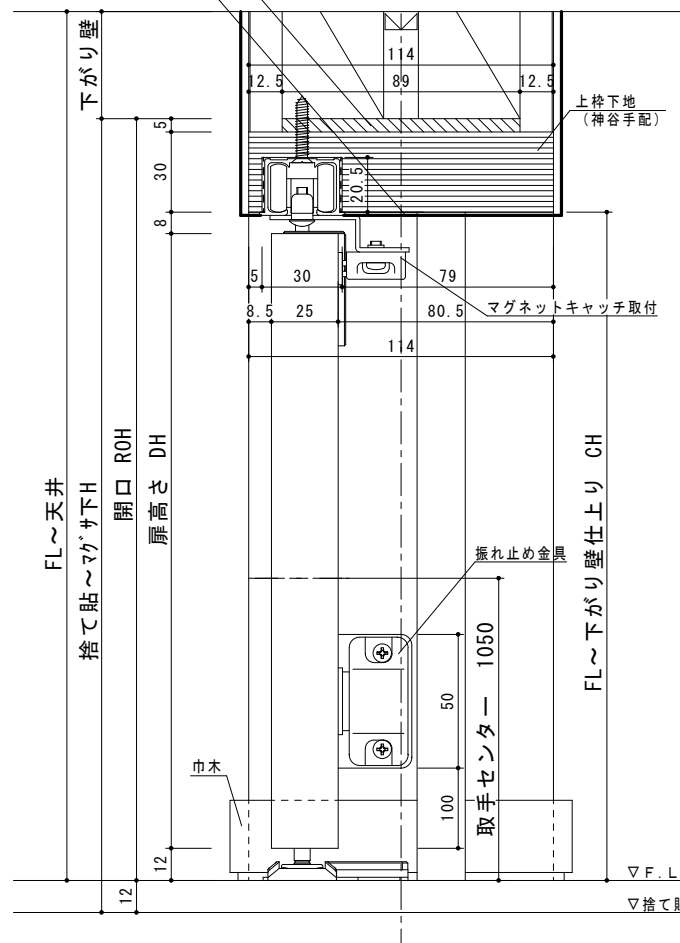 下がり壁
114
12.5
89
12.5
上枠下地
(神谷手配)
5
30
8
20.5
5
30
79
マグネットキャッチ取付
8.5
25
80.5
114
FL~天井
捨て貼~マグサ下H
開口 ROH
扉高さ DH
FL~下がり壁仕上り CH
振れ止め金具
取手センター 1050
50
100
巾木
12
12
▽F.L
▽捨て貼